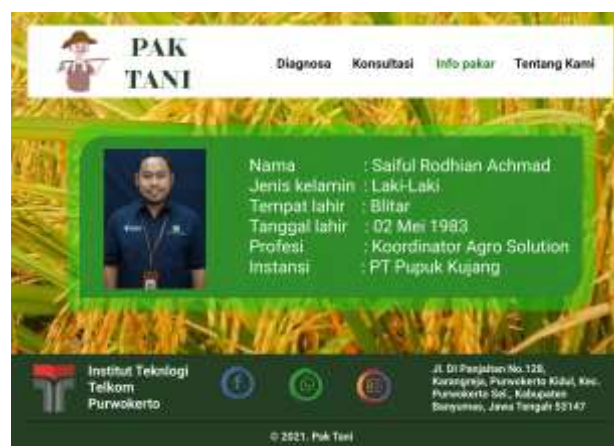 PAK
TANI
Diagnosa Konsultasi Info pakar Tentang Kami
Nama : Saiful Rodhian Achmad
Jenis kelamin : Laki-Laki
Tempat lahir : Blitar
Tanggal lahir : 02 Mei 1983
Profesi : Koordinator Agro Solution
Instansi : PT Pupuk Kujang
Institut Teknlogi
Telkom
Purwokerto
Jl. DI Panjaitan No.128,
Karangreja, Purwokerto Kidul, Kec.
Purwokerto Sel., Kabupaten
Banyumas, Jawa Tengah 53147
© 2021. Pak Tani